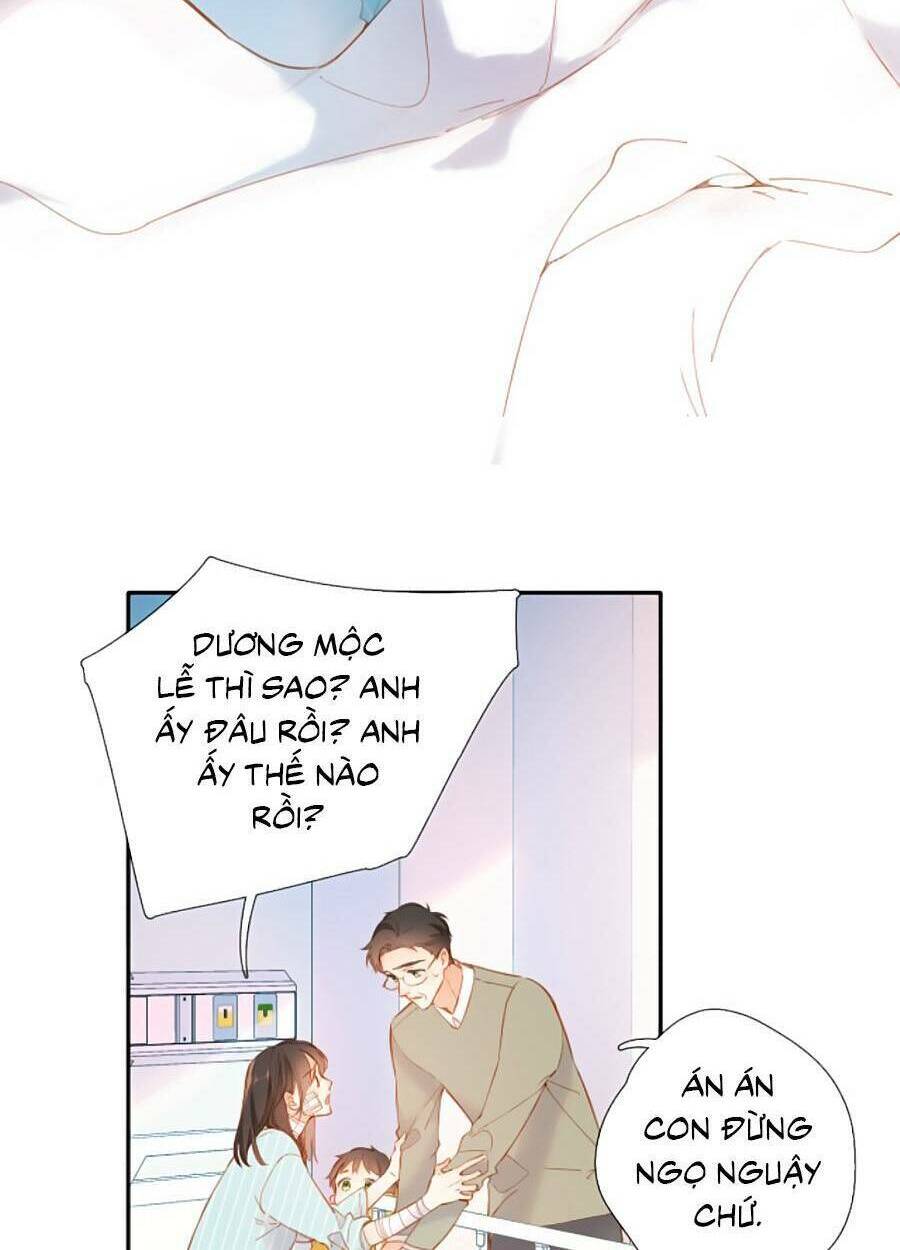 DƯƠNG MỘC
LỄ THÌ SAO? ANH
ẤY ĐÂU RỒI? ANH
ẤY THẾ NÀO
RỒI?
ÁN ÁN
CON ĐỪNG
NGỌ NGUẬY
CHỨ.